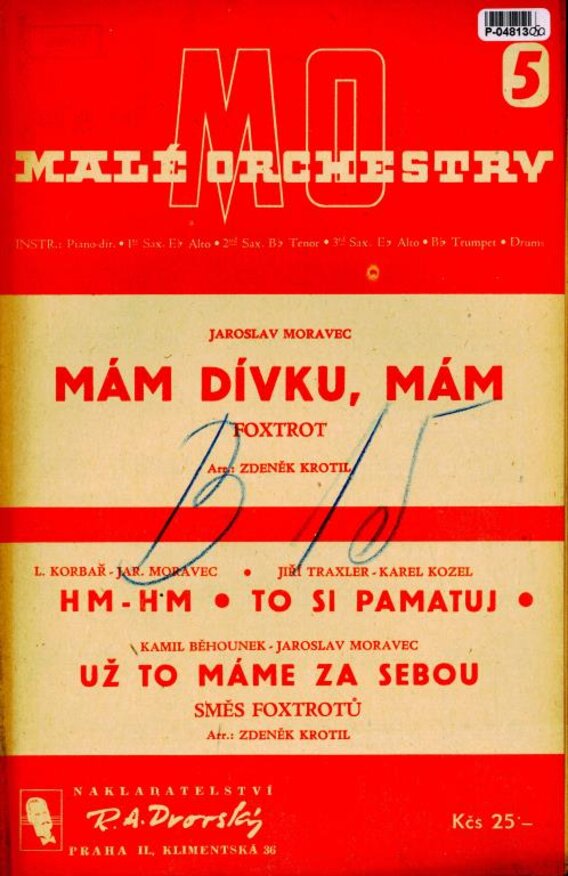 P-04813
5
MO
MALÉ ORCHESTRY
INSTR.: Piano-dir. • 1st Sax. E♭ Alto • 2nd Sax. B♭ Tenor • 3rd Sax. E♭ Alto • B♭ Trumpet • Drums
JAROSLAV MORAVEC
MÁM DÍVKU, MÁM
FOXTROT
Arr.: ZDENĚK KROTIL
B 15
L. KORBAŘ - JAR. MORAVEC • JIŘÍ TRAXLER - KAREL KOZEL
HM - HM • TO SI PAMATUJ •
KAMIL BĚHOUNEK - JAROSLAV MORAVEC
UŽ TO MÁME ZA SEBOU
SMĚS FOXTROTŮ
Arr.: ZDENĚK KROTIL
NAKLADATELSTVÍ
R. A. Dvorský
PRAHA II., KLIMENTSKÁ 36
Kčs 25·–